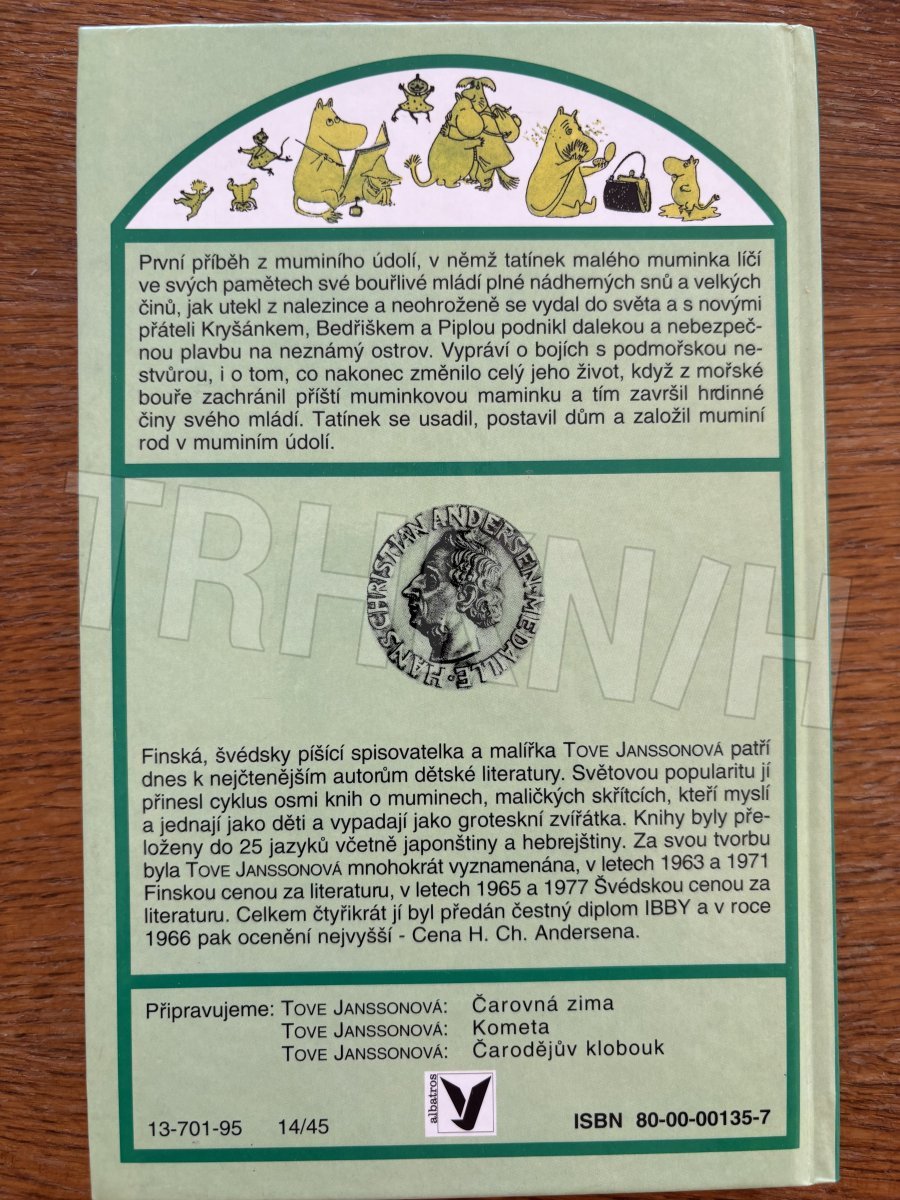 První příběh z muminího údolí, v němž tatínek malého muminka líčí
ve svých pamětech své bouřlivé mládí plné nádherných snů a velkých
činů, jak utekl z nalezince a neohroženě se vydal do světa a s novými
přáteli Kryšánkem, Bedřiškem a Piplou podnikl dalekou a nebezpeč-
nou plavbu na neznámý ostrov. Vypráví o bojích s podmořskou ne-
stvůrou, i o tom, co nakonec změnilo celý jeho život, když z mořské
bouře zachránil příští muminkovou maminku a tím završil hrdinné
činy svého mládí. Tatínek se usadil, postavil dům a založil muminí
rod v muminím údolí.
HANS CHRISTIAN ANDERSEN-MEDAILLE
Finská, švédsky píšící spisovatelka a malířka TOVE JANSSONOVÁ patří
dnes k nejčtenějším autorům dětské literatury. Světovou popularitu jí
přinesl cyklus osmi knih o muminech, maličkých skřítcích, kteří myslí
a jednají jako děti a vypadají jako groteskní zvířátka. Knihy byly pře-
loženy do 25 jazyků včetně japonštiny a hebrejštiny. Za svou tvorbu
byla TOVE JANSSONOVÁ mnohokrát vyznamenána, v letech 1963 a 1971
Finskou cenou za literaturu, v letech 1965 a 1977 Švédskou cenou za
literaturu. Celkem čtyřikrát jí byl předán čestný diplom IBBY a v roce
1966 pak ocenění nejvyšší - Cena H. Ch. Andersena.
Připravujeme: TOVE JANSSONOVÁ: Čarovná zima
TOVE JANSSONOVÁ: Kometa
TOVE JANSSONOVÁ: Čarodějův klobouk
albatros
13-701-95 14/45 ISBN 80-00-00135-7